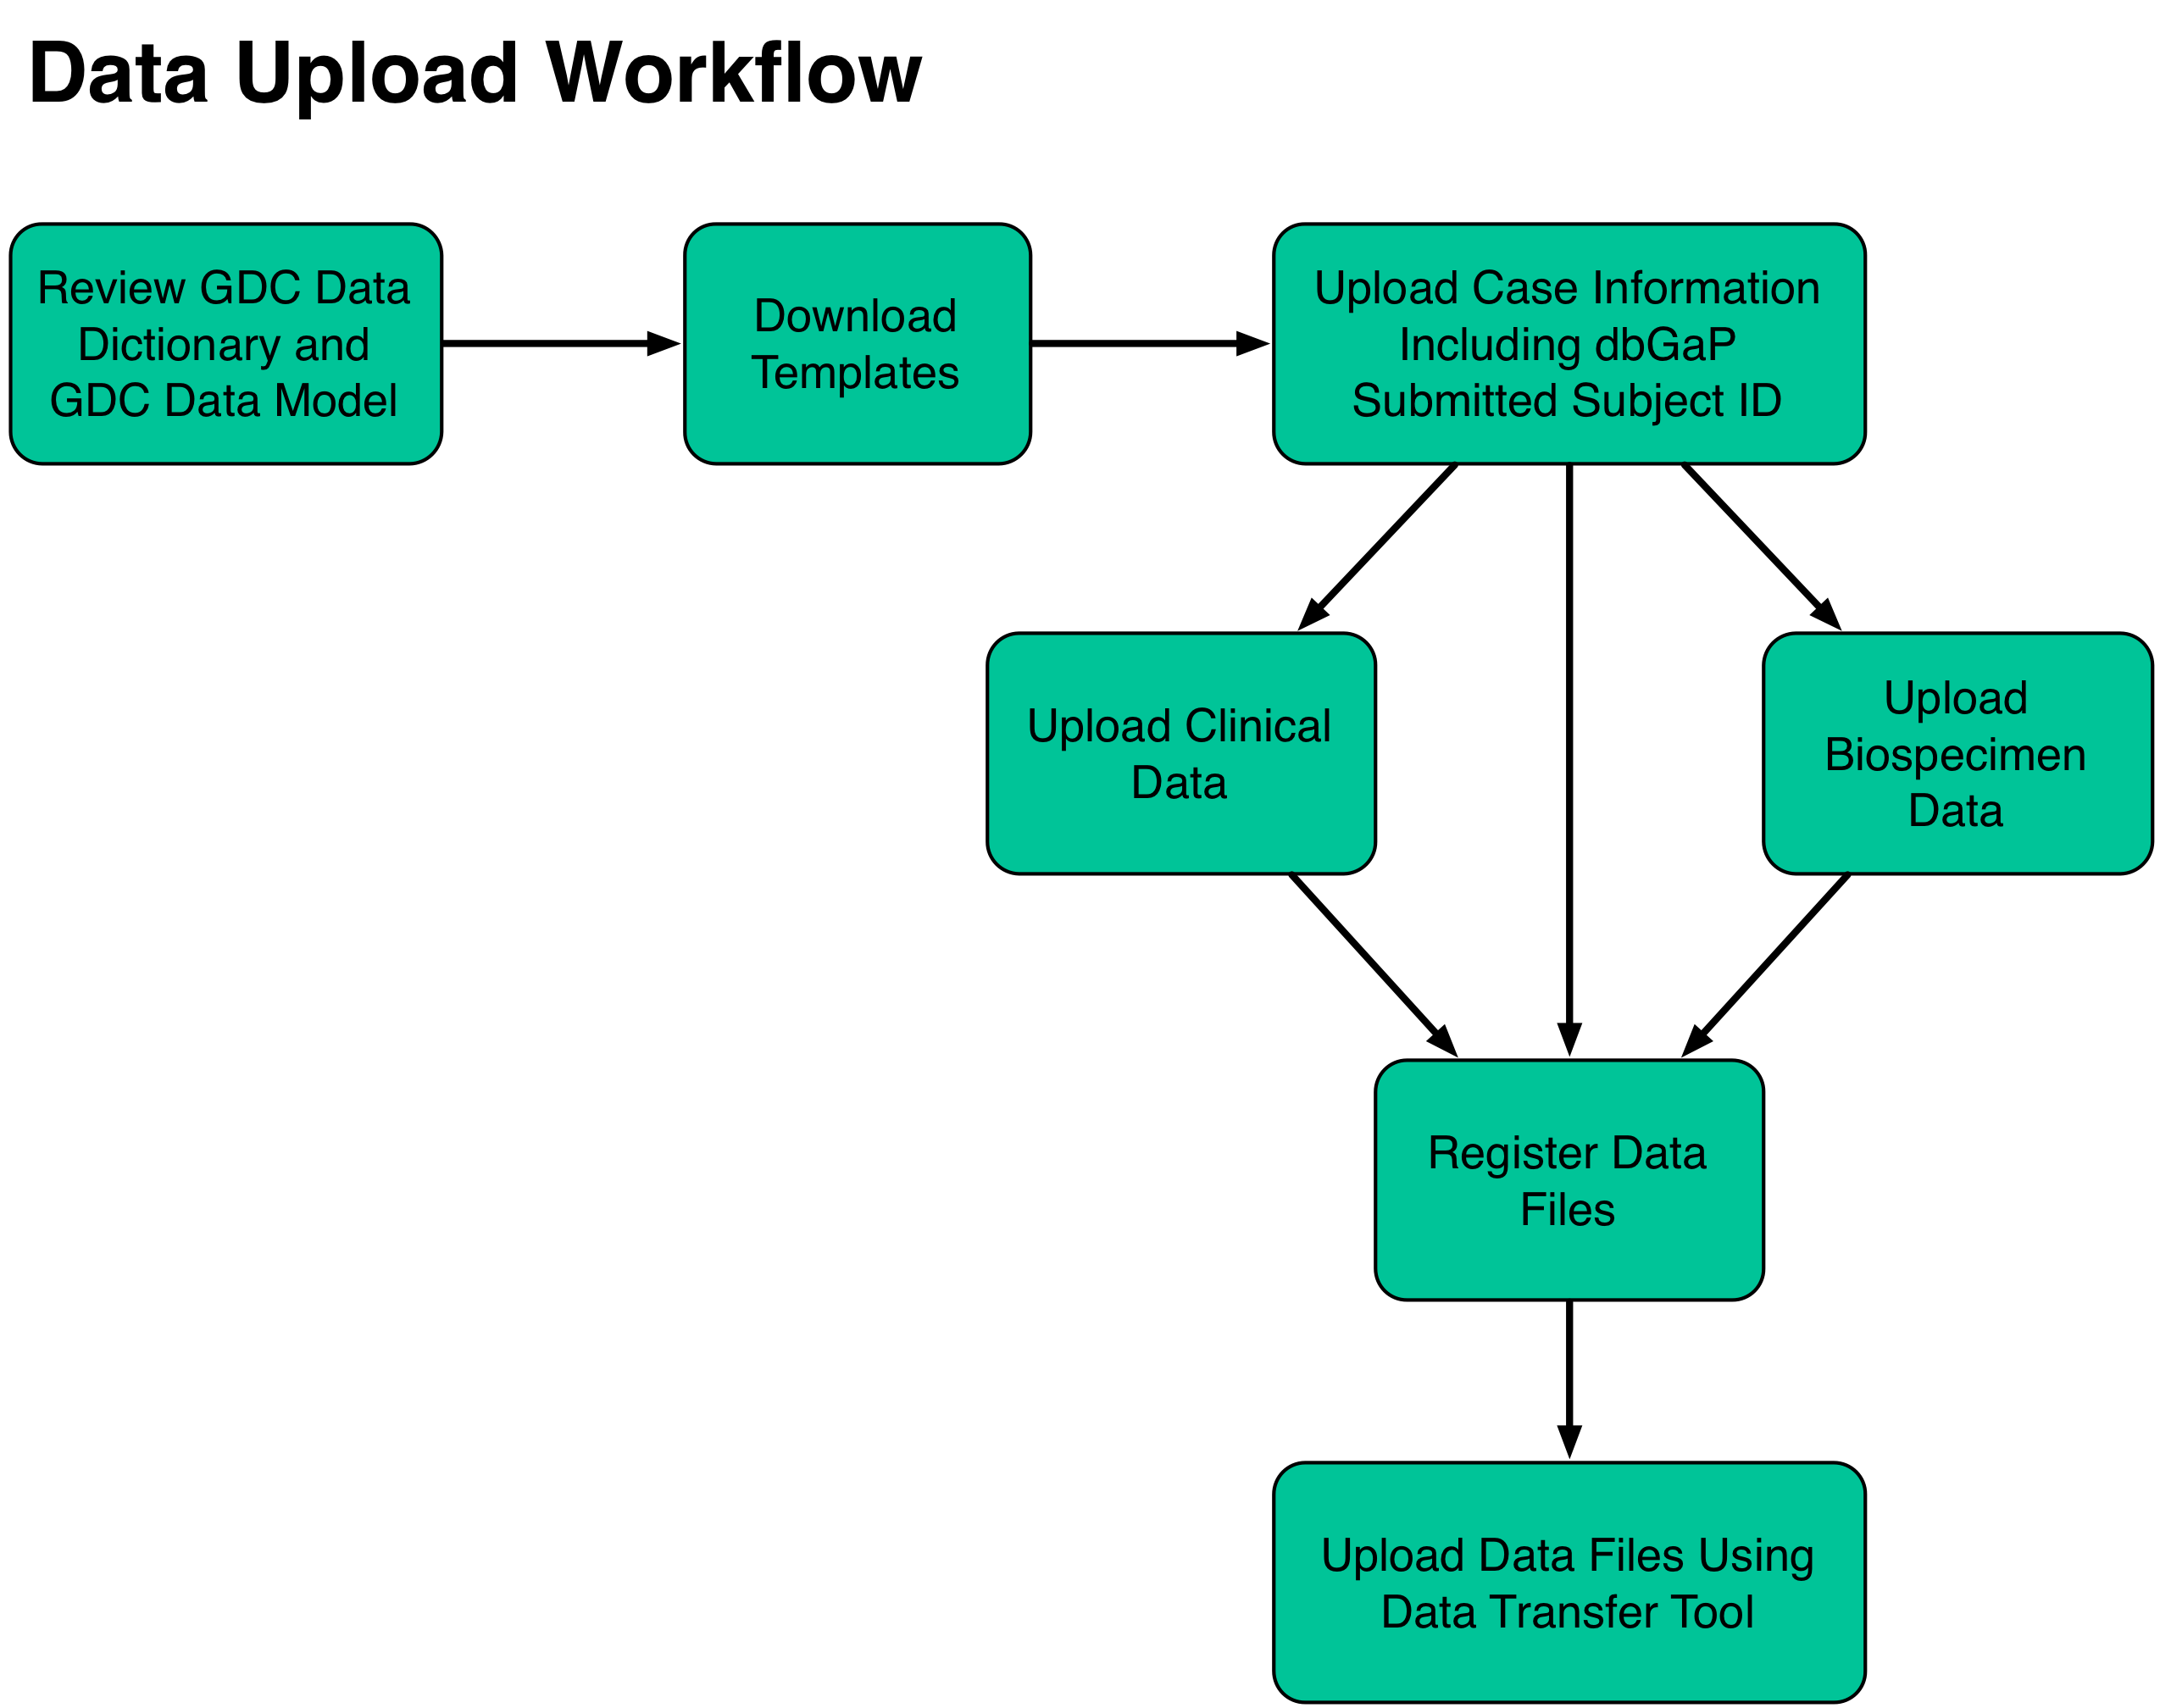 Data Upload Workflow
Review GDC Data
Dictionary and
GDC Data Model
Download
Templates
Upload Case Information
Including dbGaP
Submitted Subject ID
Upload Clinical
Data
Upload
Biospecimen
Data
Register Data
Files
Upload Data Files Using
Data Transfer Tool